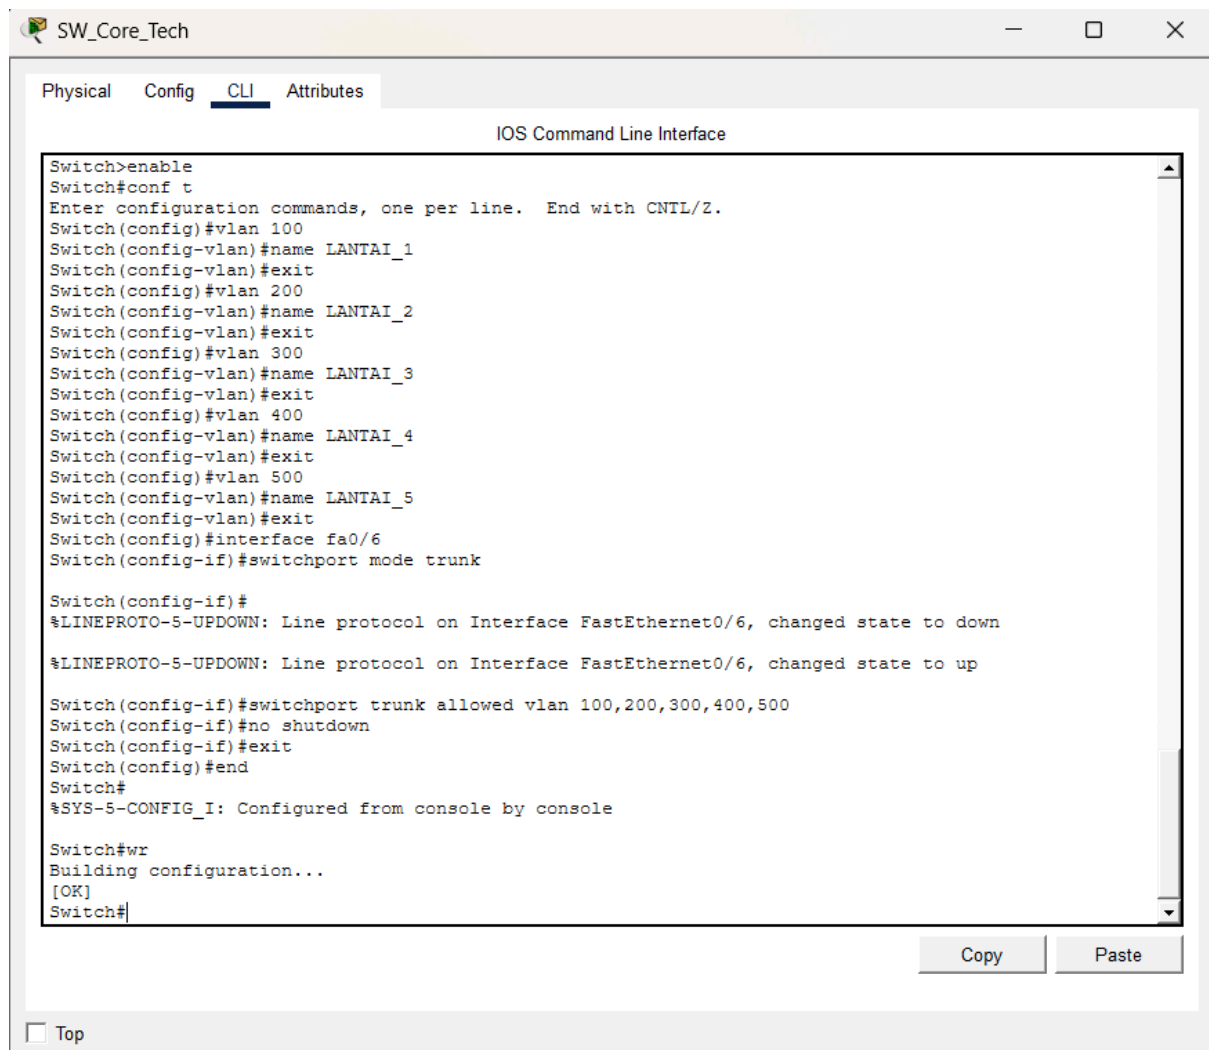 SW_Core_Tech
Physical Config CLI Attributes
IOS Command Line Interface
Switch>enable
Switch#conf t
Enter configuration commands, one per line.  End with CNTL/Z.
Switch(config)#vlan 100
Switch(config-vlan)#name LANTAI_1
Switch(config-vlan)#exit
Switch(config)#vlan 200
Switch(config-vlan)#name LANTAI_2
Switch(config-vlan)#exit
Switch(config)#vlan 300
Switch(config-vlan)#name LANTAI_3
Switch(config-vlan)#exit
Switch(config)#vlan 400
Switch(config-vlan)#name LANTAI_4
Switch(config-vlan)#exit
Switch(config)#vlan 500
Switch(config-vlan)#name LANTAI_5
Switch(config-vlan)#exit
Switch(config)#interface fa0/6
Switch(config-if)#switchport mode trunk
Switch(config-if)#
%LINEPROTO-5-UPDOWN: Line protocol on Interface FastEthernet0/6, changed state to down
%LINEPROTO-5-UPDOWN: Line protocol on Interface FastEthernet0/6, changed state to up
Switch(config-if)#switchport trunk allowed vlan 100,200,300,400,500
Switch(config-if)#no shutdown
Switch(config-if)#exit
Switch(config)#end
Switch#
%SYS-5-CONFIG_I: Configured from console by console
Switch#wr
Building configuration...
[OK]
Switch#
Copy Paste
Top